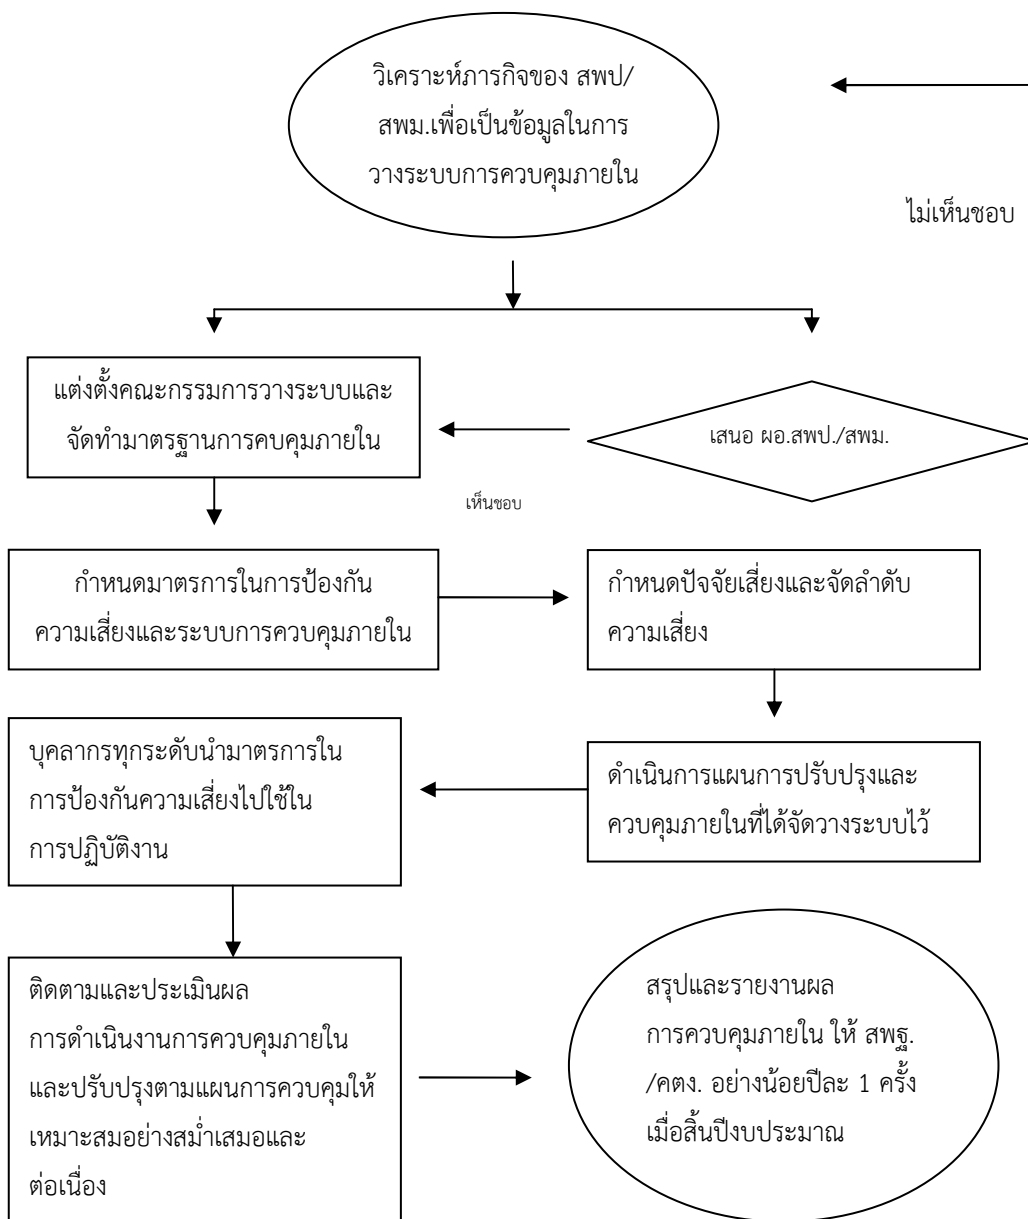 วิเคราะห์ภารกิจของ สพป/
สพม.เพื่อเป็นข้อมูลในการ
วางระบบการควบคุมภายใน
ไม่เห็นชอบ
แต่งตั้งคณะกรรมการวางระบบและ
จัดทำมาตรฐานการคบคุมภายใน
เสนอ ผอ.สพป./สพม.
เห็นชอบ
กำหนดมาตรการในการป้องกัน
ความเสี่ยงและระบบการควบคุมภายใน
กำหนดปัจจัยเสี่ยงและจัดลำดับ
ความเสี่ยง
ดำเนินการแผนการปรับปรุงและ
ควบคุมภายในที่ได้จัดวางระบบไว้
บุคลากรทุกระดับนำมาตรการใน
การป้องกันความเสี่ยงไปใช้ใน
การปฏิบัติงาน
ติดตามและประเมินผล
การดำเนินงานการควบคุมภายใน
และปรับปรุงตามแผนการควบคุมให้
เหมาะสมอย่างสม่ำเสมอและ
ต่อเนื่อง
สรุปและรายงานผล
การควบคุมภายใน ให้ สพฐ.
/คตง. อย่างน้อยปีละ 1 ครั้ง
เมื่อสิ้นปีงบประมาณ